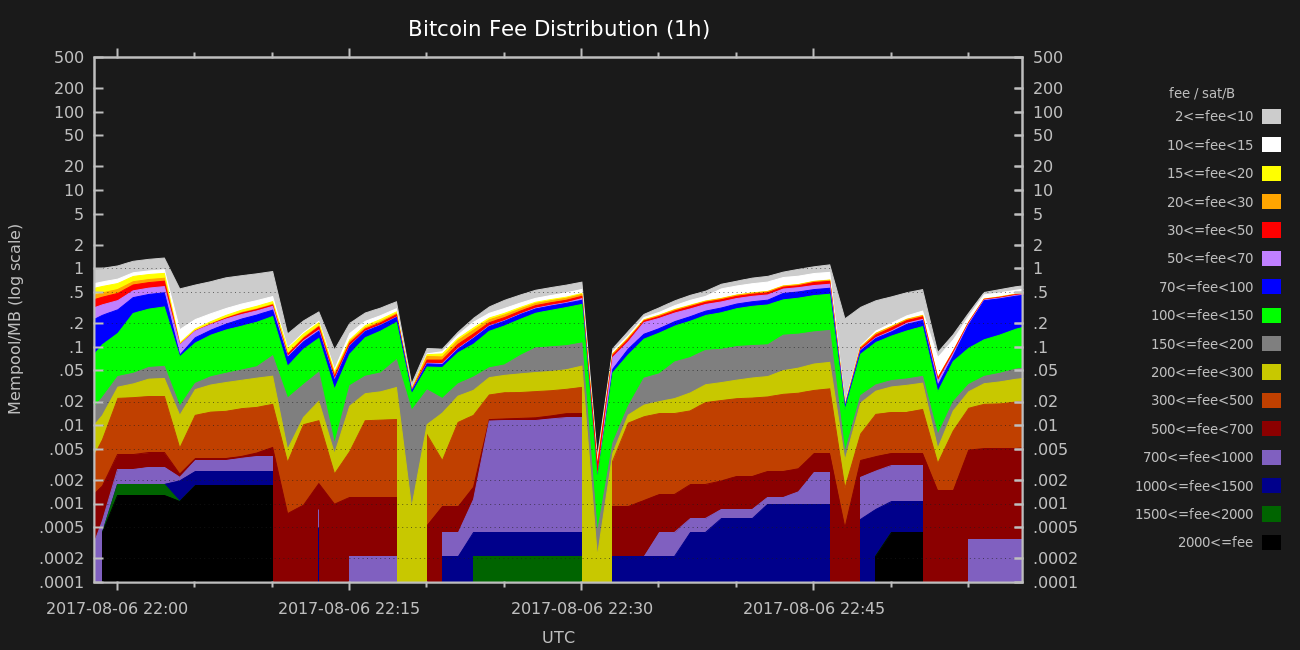 Bitcoin Fee Distribution (1h)
Mempool/MB (log scale)
500
200
100
50
20
10
5
2
1
.5
.2
.1
.05
.02
.01
.005
.002
.001
.0005
.0002
.0001
500
200
100
50
20
10
5
2
1
.5
.2
.1
.05
.02
.01
.005
.002
.001
.0005
.0002
.0001
2017-08-06 22:00
2017-08-06 22:15
2017-08-06 22:30
2017-08-06 22:45
UTC
fee / sat/B
2<=fee<10
10<=fee<15
15<=fee<20
20<=fee<30
30<=fee<50
50<=fee<70
70<=fee<100
100<=fee<150
150<=fee<200
200<=fee<300
300<=fee<500
500<=fee<700
700<=fee<1000
1000<=fee<1500
1500<=fee<2000
2000<=fee